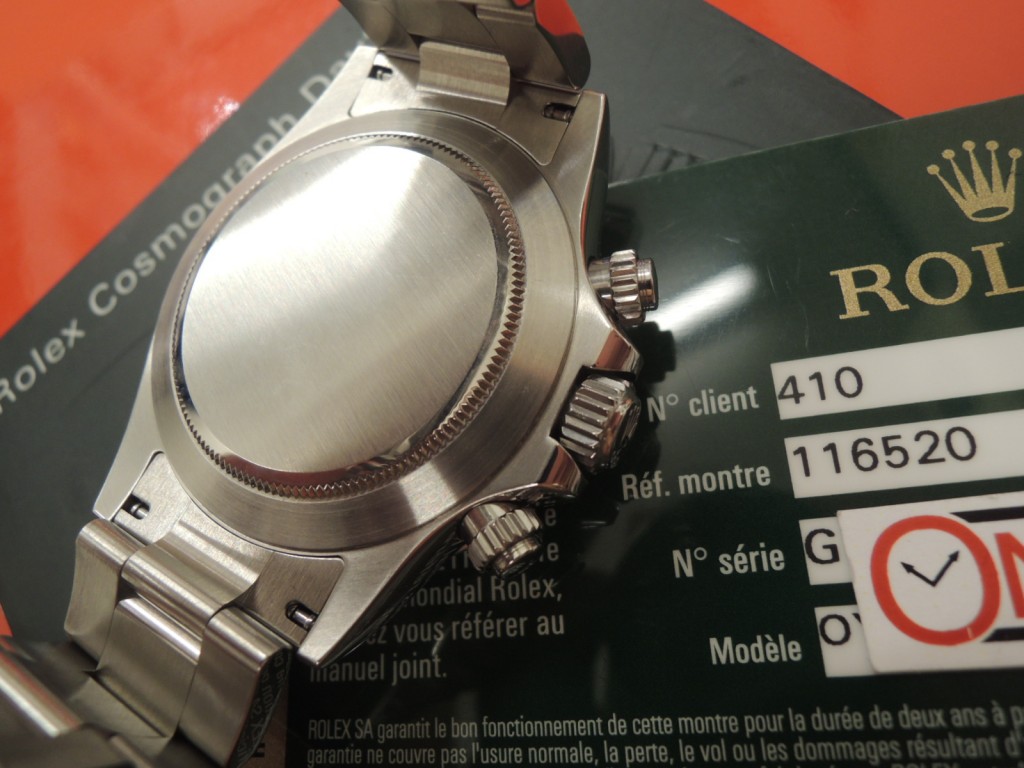 Rolex Cosmograph
ROL
N° client 410
Réf. montre 116520
N° série G
Modèle
ondial Rolex,
vous référer au
manuel joint.
ROLEX SA garantit le bon fonctionnement de cette montre pour la durée de deux ans à
garantie ne couvre pas l'usure normale, la perte, le vol ou les dommages résultant d'